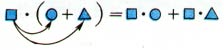 ■ · (● + ▲) = ■ · ● + ■ · ▲